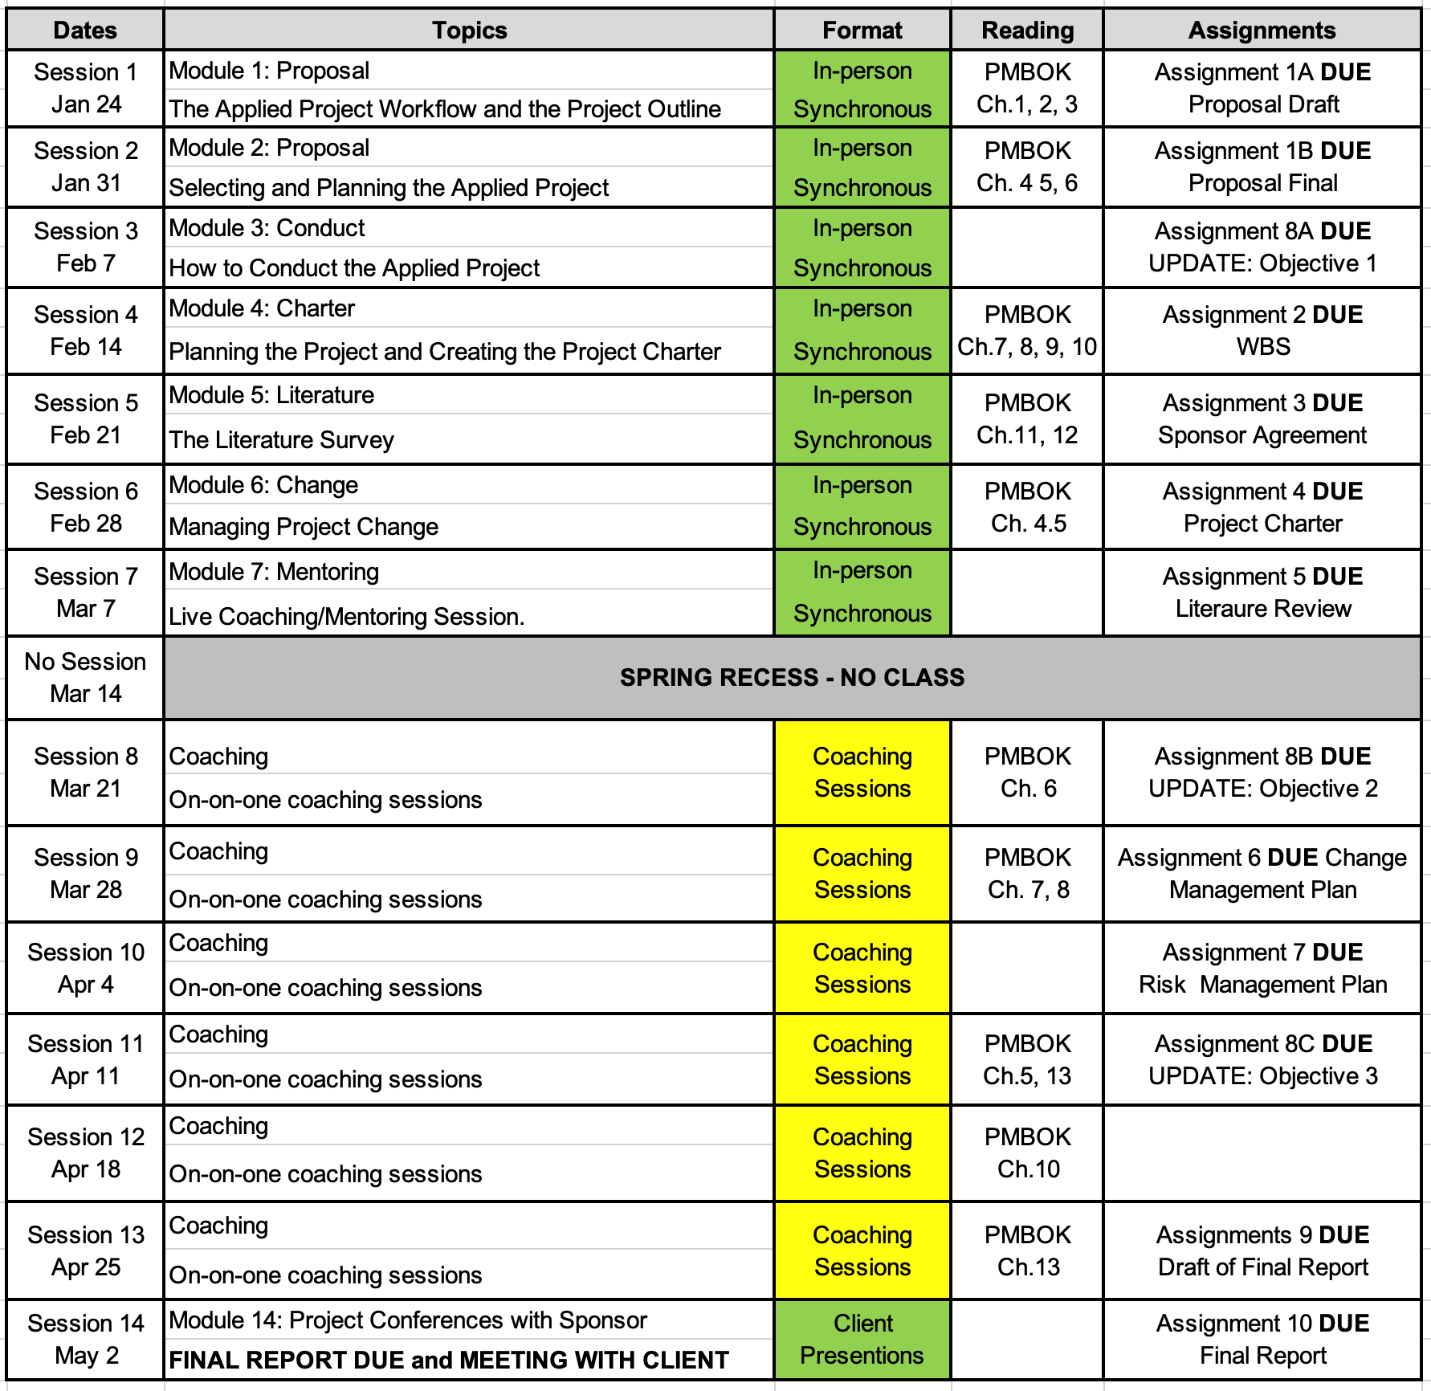 Dates Topics Format Reading Assignments
Session 1
Jan 24
Module 1: Proposal
The Applied Project Workflow and the Project Outline
In-person
Synchronous
PMBOK
Ch.1, 2, 3
Assignment 1A DUE
Proposal Draft
Session 2
Jan 31
Module 2: Proposal
Selecting and Planning the Applied Project
In-person
Synchronous
PMBOK
Ch. 4 5, 6
Assignment 1B DUE
Proposal Final
Session 3
Feb 7
Module 3: Conduct
How to Conduct the Applied Project
In-person
Synchronous
Assignment 8A DUE
UPDATE: Objective 1
Session 4
Feb 14
Module 4: Charter
Planning the Project and Creating the Project Charter
In-person
Synchronous
PMBOK
Ch.7, 8, 9, 10
Assignment 2 DUE
WBS
Session 5
Feb 21
Module 5: Literature
The Literature Survey
In-person
Synchronous
PMBOK
Ch.11, 12
Assignment 3 DUE
Sponsor Agreement
Session 6
Feb 28
Module 6: Change
Managing Project Change
In-person
Synchronous
PMBOK
Ch. 4.5
Assignment 4 DUE
Project Charter
Session 7
Mar 7
Module 7: Mentoring
Live Coaching/Mentoring Session.
In-person
Synchronous
Assignment 5 DUE
Literaure Review
No Session
Mar 14
SPRING RECESS - NO CLASS
Session 8
Mar 21
Coaching
On-on-one coaching sessions
Coaching
Sessions
PMBOK
Ch. 6
Assignment 8B DUE
UPDATE: Objective 2
Session 9
Mar 28
Coaching
On-on-one coaching sessions
Coaching
Sessions
PMBOK
Ch. 7, 8
Assignment 6 DUE Change
Management Plan
Session 10
Apr 4
Coaching
On-on-one coaching sessions
Coaching
Sessions
Assignment 7 DUE
Risk  Management Plan
Session 11
Apr 11
Coaching
On-on-one coaching sessions
Coaching
Sessions
PMBOK
Ch.5, 13
Assignment 8C DUE
UPDATE: Objective 3
Session 12
Apr 18
Coaching
On-on-one coaching sessions
Coaching
Sessions
PMBOK
Ch.10
Session 13
Apr 25
Coaching
On-on-one coaching sessions
Coaching
Sessions
PMBOK
Ch.13
Assignments 9 DUE
Draft of Final Report
Session 14
May 2
Module 14: Project Conferences with Sponsor
FINAL REPORT DUE and MEETING WITH CLIENT
Client
Presentions
Assignment 10 DUE
Final Report